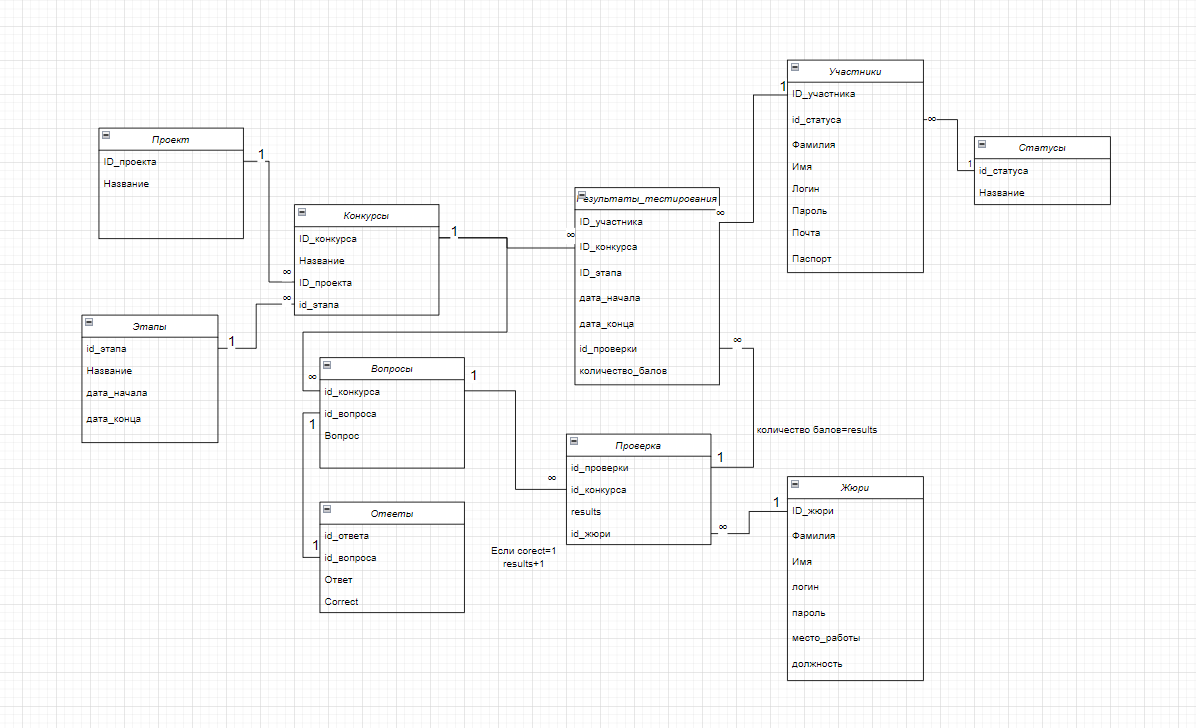 Проект
ID_проекта
Название
1
Конкурсы
ID_конкурса
Название
ID_проекта
id_этапа
∞
∞
1
Этапы
id_этапа
Название
дата_начала
дата_конца
1
Результаты_тестирования
ID_участника
ID_конкурса
ID_этапа
дата_начала
дата_конца
id_проверки
количество_балов
∞
∞
∞
Участники
ID_участника
id_статуса
Фамилия
Имя
Логин
Пароль
Почта
Паспорт
1
∞
Статусы
id_статуса
Название
1
Вопросы
id_конкурса
id_вопроса
Вопрос
∞
1
1
Ответы
id_ответа
id_вопроса
Ответ
Correct
1
Проверка
id_проверки
id_конкурса
results
id_жюри
∞
1
∞
количество балов=results
Если corect=1
results+1
Жюри
ID_жюри
Фамилия
Имя
логин
пароль
место_работы
должность
1